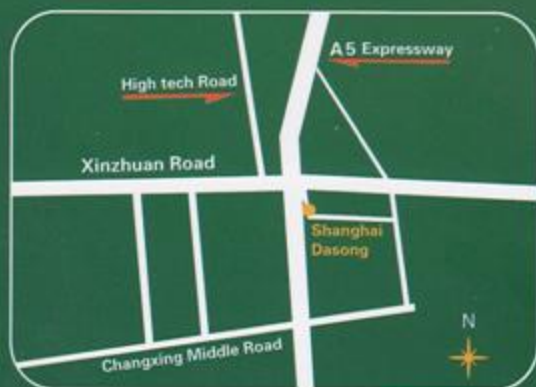 A5 Expressway
High tech Road
Xinzhuan Road
Shanghai
Dasong
N
Changxing Middle Road